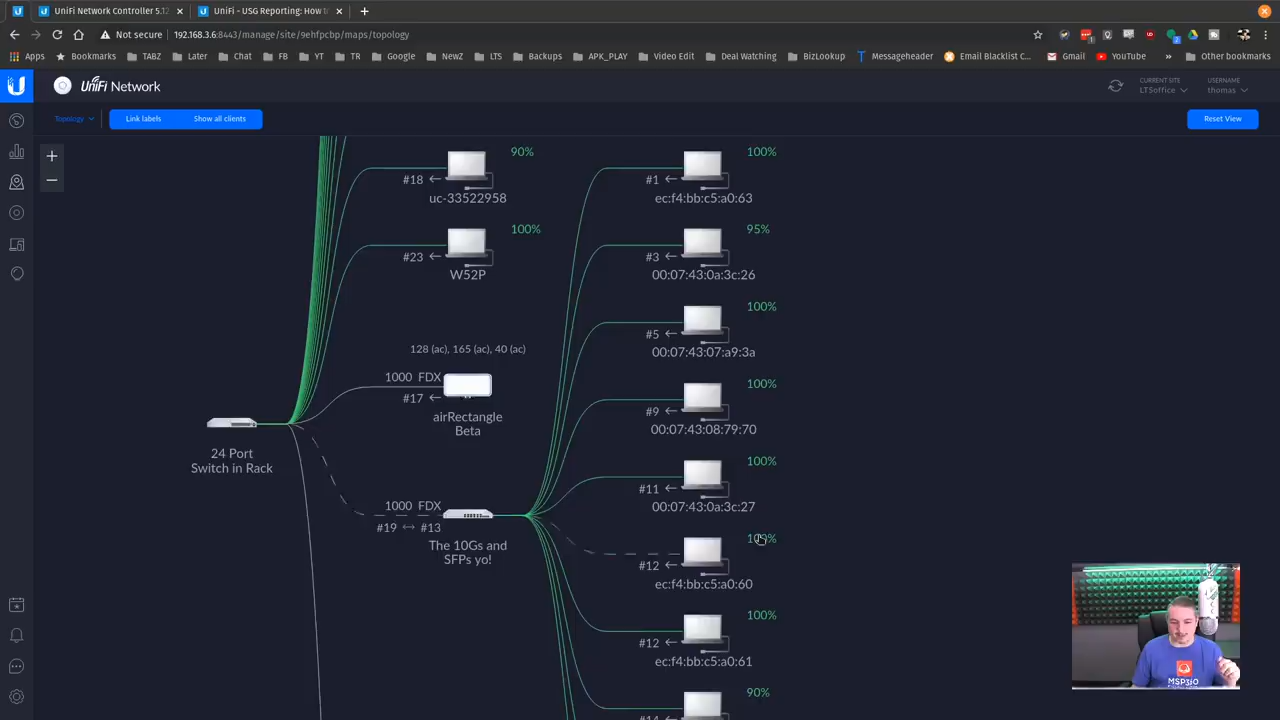 UniFi Network Controller 5.12
UniFi - USG Reporting: How t
Not secure
192.168.3.6:8443/manage/site/9ehfpcbp/maps/topology
Apps
Bookmarks
TABZ
Later
Chat
FB
YT
TR
Google
NewZ
LTS
Backups
APK_PLAY
Video Edit
Deal Watching
BizLookup
Messageheader
Email Blacklist C...
Gmail
YouTube
»
Other bookmarks
UniFi Network
CURRENT SITE
LTSoffice
USERNAME
thomas
Topology
Link labels
Show all clients
Reset View
90%
#18
uc-33522958
100%
#23
W52P
128 (ac), 165 (ac), 40 (ac)
1000 FDX
#17
airRectangle
Beta
24 Port
Switch in Rack
1000 FDX
#19 ↔ #13
The 10Gs and
SFPs yo!
100%
#1
ec:f4:bb:c5:a0:63
95%
#3
00:07:43:0a:3c:26
100%
#5
00:07:43:07:a9:3a
100%
#9
00:07:43:08:79:70
100%
#11
00:07:43:0a:3c:27
100%
#12
ec:f4:bb:c5:a0:60
100%
#12
ec:f4:bb:c5:a0:61
90%
#14